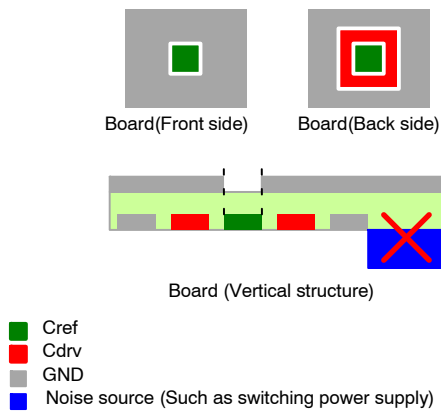 Board(Front side)
Board(Back side)
Board (Vertical structure)
Cref
Cdrv
GND
Noise source (Such as switching power supply)